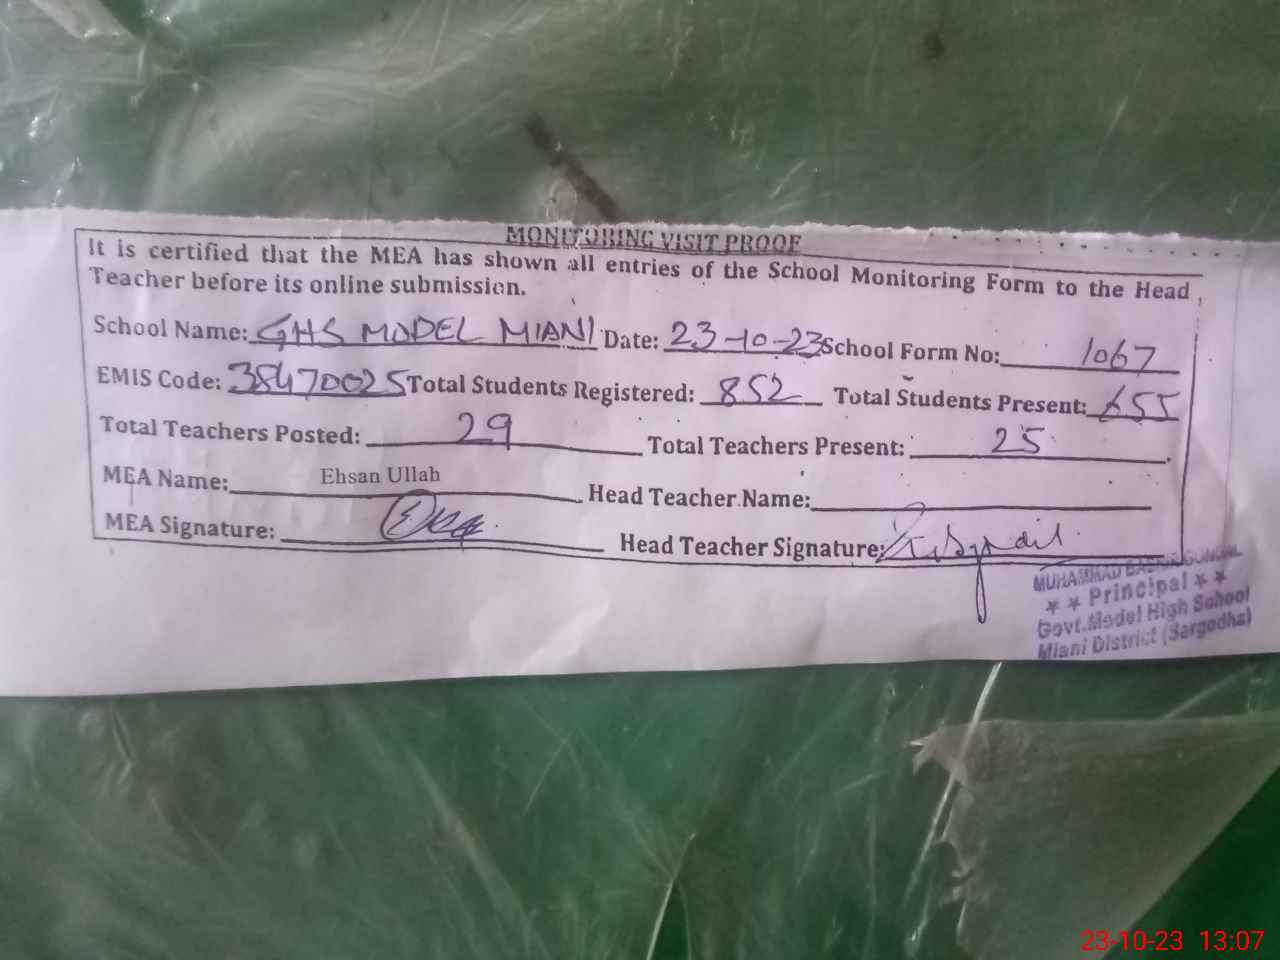 MONITORING VISIT PROOF
It is certified that the MEA has shown all entries of the School Monitoring Form to the Head
Teacher before its online submission.
School Name: GHS MODEL MIANI Date: 23-10-23 School Form No: 1067
EMIS Code: 38470025 Total Students Registered: 852 Total Students Present: 655
Total Teachers Posted: 29 Total Teachers Present: 25
MEA Name: Ehsan Ullah Head Teacher Name:
MEA Signature: Head Teacher Signature:
MUHAMMAD BASHIR GONDAL
** Principal **
Govt.Model High School
Miani District (Sargodha)
23-10-23 13:07